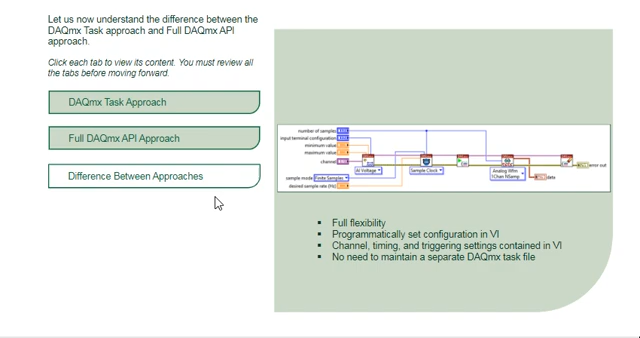 Let us now understand the difference between the
DAQmx Task approach and Full DAQmx API
approach.
Click each tab to view its content. You must review all
the tabs before moving forward.
DAQmx Task Approach
Full DAQmx API Approach
Difference Between Approaches
number of samples
input terminal configuration
minimum value
maximum value
channel
AI Voltage
sample mode Finite Samples
desired sample rate (Hz)
Sample Clock
Analog Wfm
1Chan NSamp
data
error out
▪ Full flexibility
▪ Programmatically set configuration in VI
▪ Channel, timing, and triggering settings contained in VI
▪ No need to maintain a separate DAQmx task file